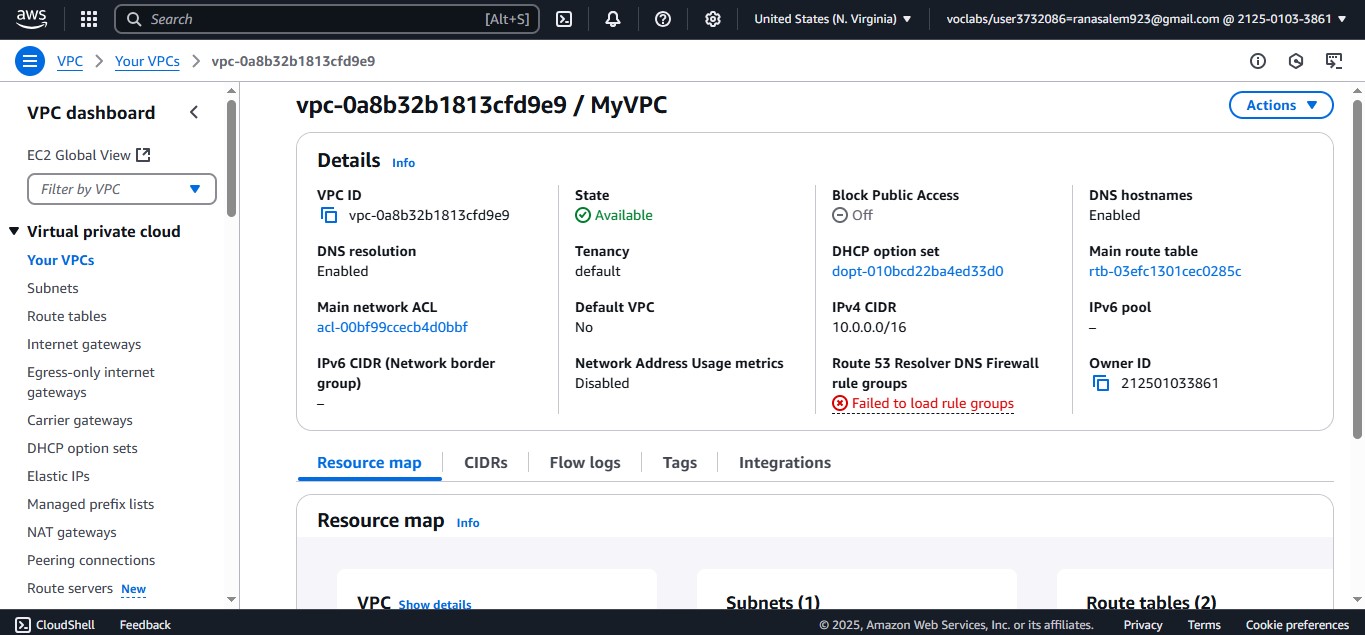 aws
Search
[Alt+S]
United States (N. Virginia)
voclabs/user3732086=ranasalem923@gmail.com @ 2125-0103-3861
VPC
Your VPCs
vpc-0a8b32b1813cfd9e9
VPC dashboard
EC2 Global View
Filter by VPC
Virtual private cloud
Your VPCs
Subnets
Route tables
Internet gateways
Egress-only internet
gateways
Carrier gateways
DHCP option sets
Elastic IPs
Managed prefix lists
NAT gateways
Peering connections
Route servers New
vpc-0a8b32b1813cfd9e9 / MyVPC
Actions
Details Info
VPC ID
vpc-0a8b32b1813cfd9e9
State
Available
Block Public Access
Off
DNS hostnames
Enabled
DNS resolution
Enabled
Tenancy
default
DHCP option set
dopt-010bcd22ba4ed33d0
Main route table
rtb-03efc1301cec0285c
Main network ACL
acl-00bf99ccecb4d0bbf
Default VPC
No
IPv4 CIDR
10.0.0.0/16
IPv6 pool
–
IPv6 CIDR (Network border
group)
–
Network Address Usage metrics
Disabled
Route 53 Resolver DNS Firewall
rule groups
Failed to load rule groups
Owner ID
212501033861
Resource map
CIDRs
Flow logs
Tags
Integrations
Resource map Info
VPC Show details
Subnets (1)
Route tables (2)
CloudShell
Feedback
© 2025, Amazon Web Services, Inc. or its affiliates.
Privacy
Terms
Cookie preferences